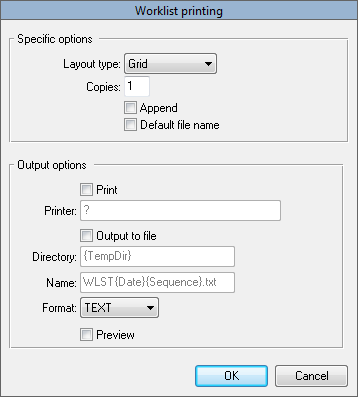 Worklist printing
Specific options
Layout type: Grid
Copies: 1
Append
Default file name
Output options
Print
Printer: ?
Output to file
Directory: {TempDir}
Name: WLST{Date}{Sequence}.txt
Format: TEXT
Preview
OK Cancel